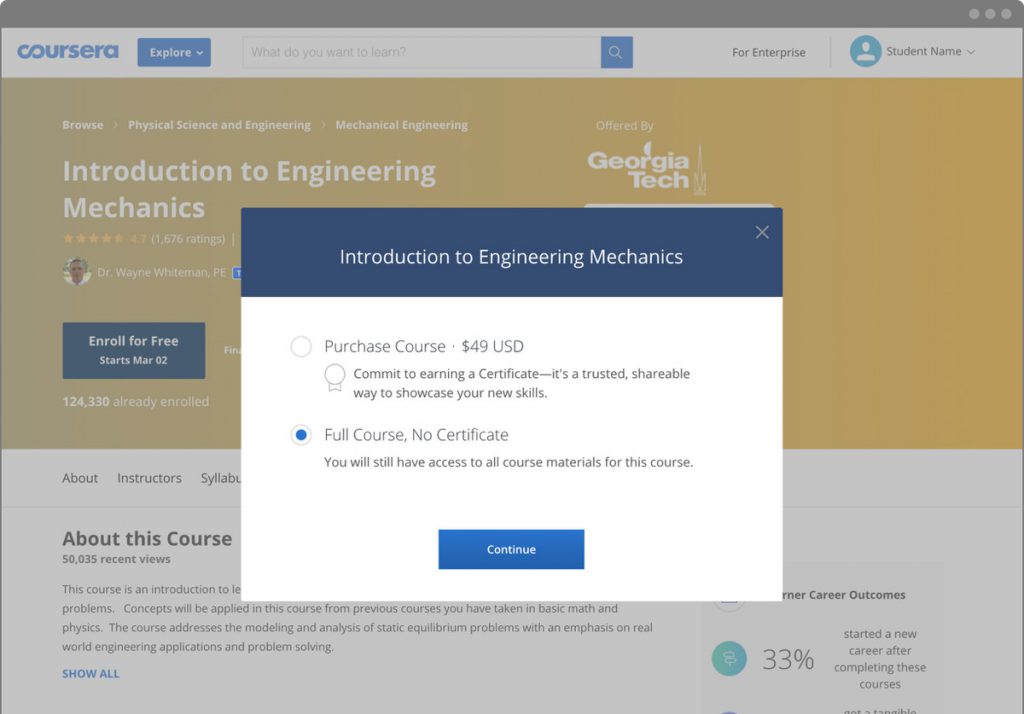 coursera
Explore
What do you want to learn?
For Enterprise
Student Name
Browse > Physical Science and Engineering > Mechanical Engineering
Offered By
Georgia
Tech
Introduction to Engineering
Mechanics
4.7 (1,676 ratings) |
Dr. Wayne Whiteman, PE
Enroll for Free
Starts Mar 02
124,330 already enrolled
Introduction to Engineering Mechanics
Purchase Course · $49 USD
Commit to earning a Certificate—it's a trusted, shareable
way to showcase your new skills.
Full Course, No Certificate
You will still have access to all course materials for this course.
Continue
About
Instructors
About this Course
50,035 recent views
This course is an introduction to
problems. Concepts will be applied in this course from previous courses you have taken in basic math and
physics. The course addresses the modeling and analysis of static equilibrium problems with an emphasis on real
world engineering applications and problem solving.
SHOW ALL
Career Outcomes
33%
started a new
career after
completing these
courses
got a tangible